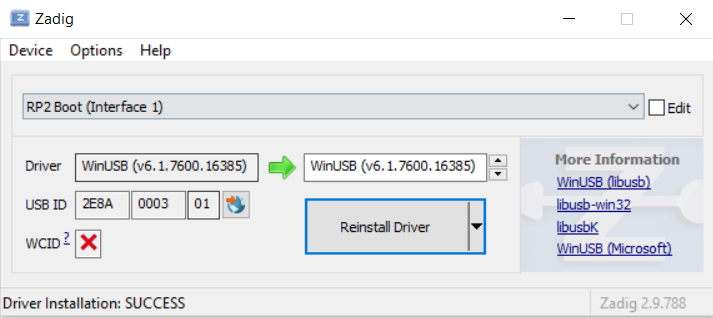 Zadig
Device Options Help
RP2 Boot (Interface 1)
Edit
Driver WinUSB (v6.1.7600.16385) WinUSB (v6.1.7600.16385)
USB ID 2E8A 0003 01
WCID ?
Reinstall Driver
More Information
WinUSB (libusb)
libusb-win32
libusbK
WinUSB (Microsoft)
Driver Installation: SUCCESS
Zadig 2.9.788